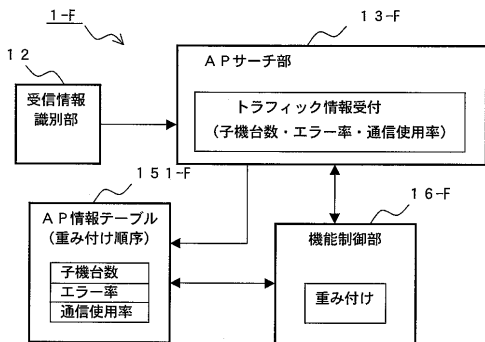 1-F
13-F
12
APサーチ部
受信情報
識別部
トラフィック情報受付
(子機台数・エラー率・通信使用率)
151-F
16-F
AP情報テーブル
(重み付け順序)
子機台数
エラー率
通信使用率
機能制御部
重み付け